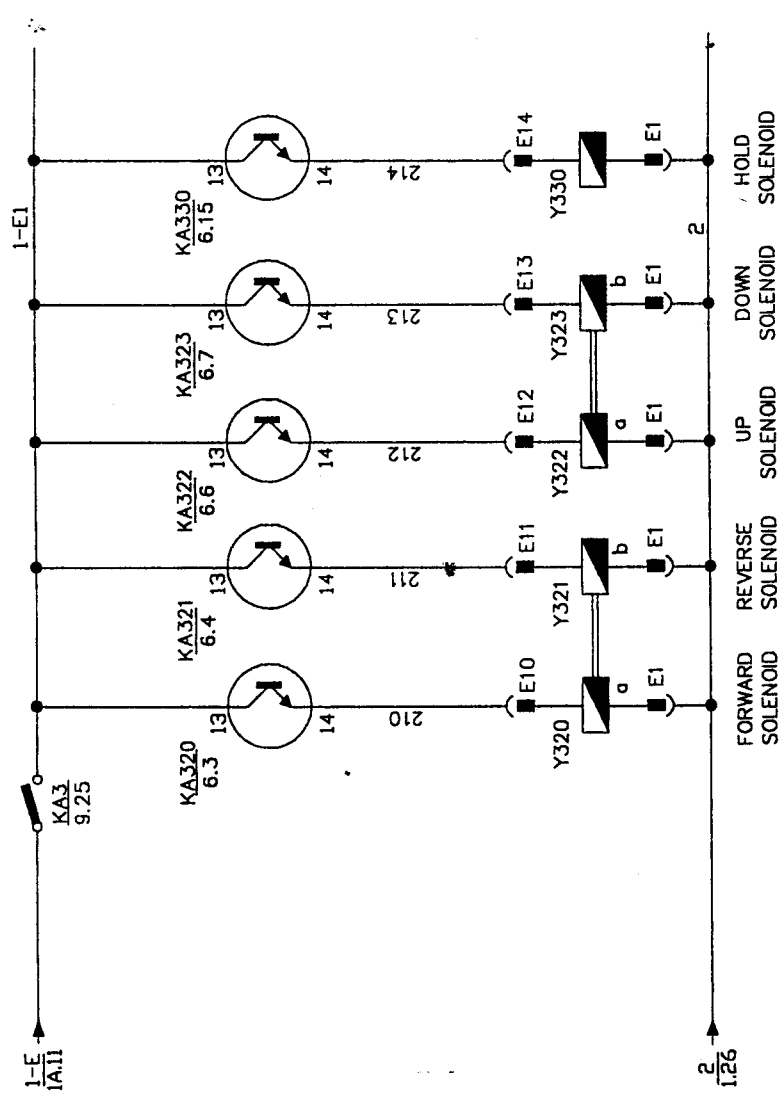 1-E
1A.11
KA3
9.25
1-E1
KA320
6.3
13
14
210
E10
Y320
a
E1
FORWARD
SOLENOID
KA321
6.4
13
14
211
E11
Y321
b
E1
REVERSE
SOLENOID
KA322
6.6
13
14
212
E12
Y322
a
E1
UP
SOLENOID
KA323
6.7
13
14
213
E13
Y323
b
E1
DOWN
SOLENOID
KA330
6.15
13
14
214
E14
Y330
E1
HOLD
SOLENOID
2
2
1.26